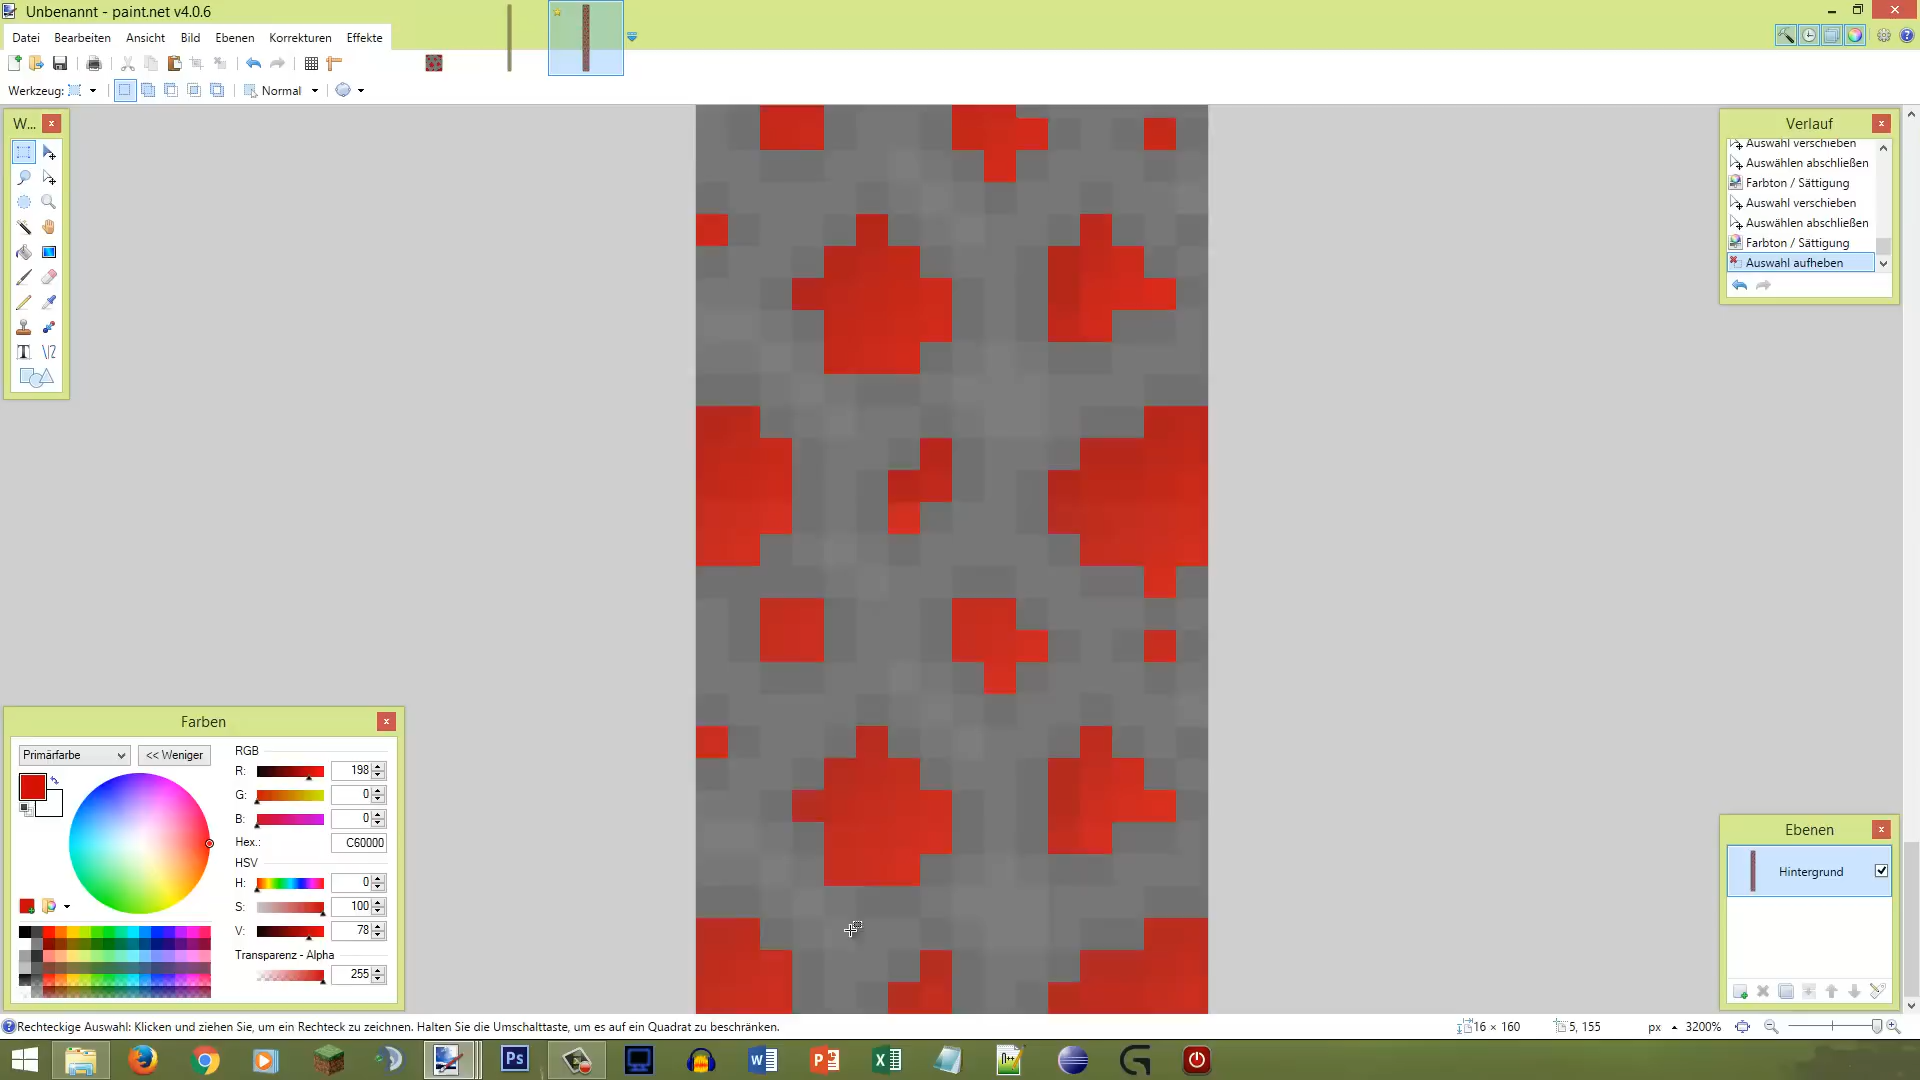 Unbenannt - paint.net v4.0.6
Datei Bearbeiten Ansicht Bild Ebenen Korrekturen Effekte
Werkzeug: Normal
W...
Verlauf
Auswahl verschieben
Auswählen abschließen
Farbton / Sättigung
Auswahl verschieben
Auswählen abschließen
Farbton / Sättigung
Auswahl aufheben
Farben
Primärfarbe << Weniger
RGB
R: 198
G: 0
B: 0
Hex.: C60000
HSV
H: 0
S: 100
V: 78
Transparenz - Alpha
255
Ebenen
Hintergrund
Rechteckige Auswahl: Klicken und ziehen Sie, um ein Rechteck zu zeichnen. Halten Sie die Umschalttaste, um es auf ein Quadrat zu beschränken.
16 × 160 5, 155 px 3200%
Ps